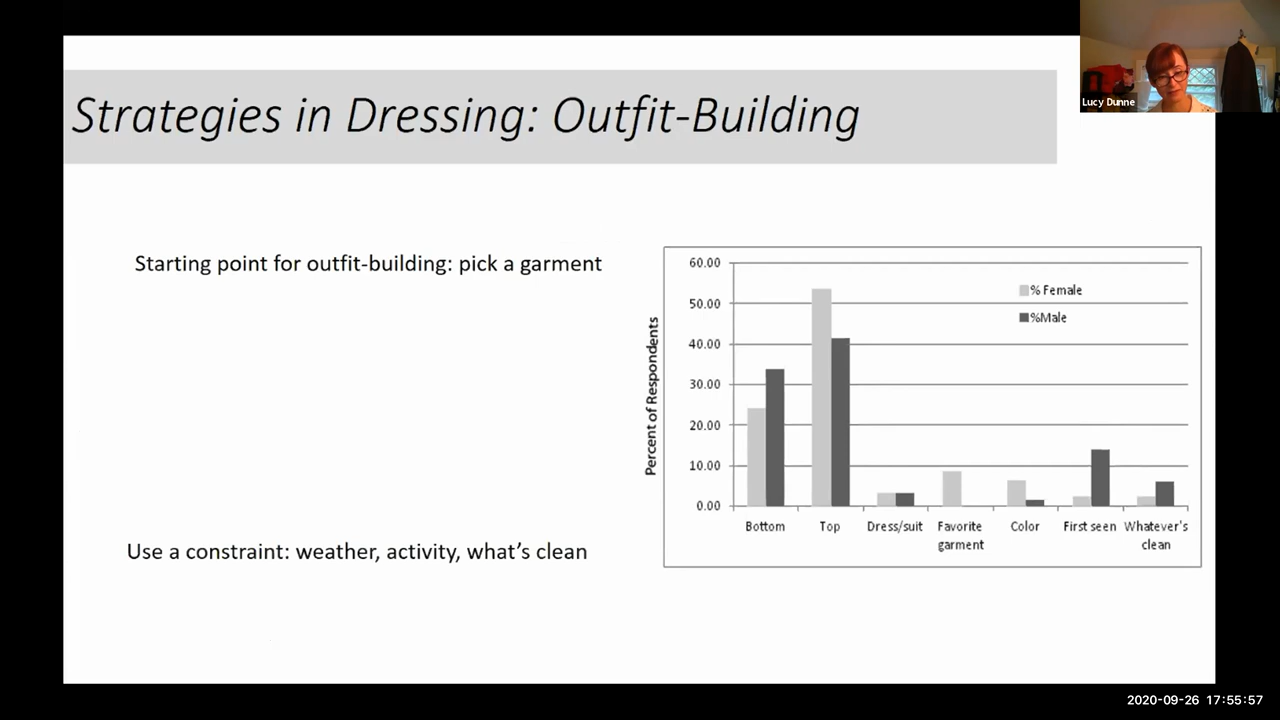 Strategies in Dressing: Outfit-Building
Lucy Dunne
Starting point for outfit-building: pick a garment
Use a constraint: weather, activity, what's clean
Percent of Respondents
60.00
50.00
40.00
30.00
20.00
10.00
0.00
% Female
%Male
Bottom
Top
Dress/suit
Favorite
garment
Color
First seen
Whatever's
clean
2020-09-26 17:55:57